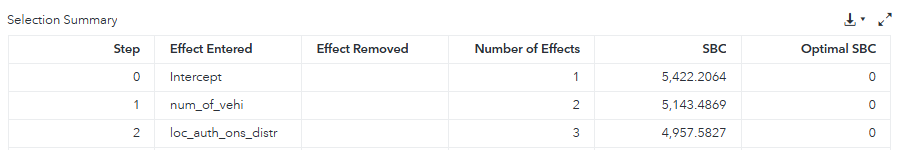 Selection Summary
Step Effect Entered Effect Removed Number of Effects SBC Optimal SBC
0 Intercept 1 5,422.2064 0
1 num_of_vehi 2 5,143.4869 0
2 loc_auth_ons_distr 3 4,957.5827 0